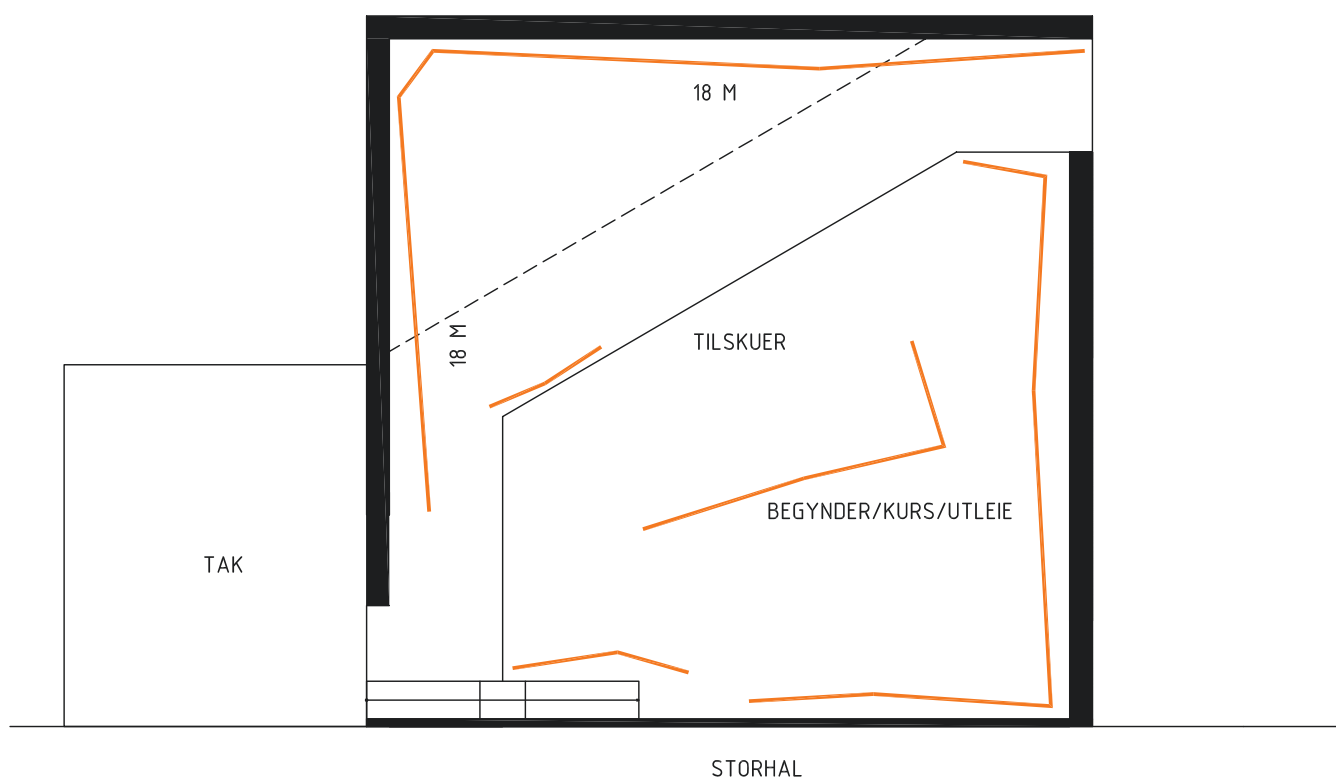 18 M
18 M
TILSKUER
BEGYNDER/KURS/UTLEIE
TAK
STORHAL